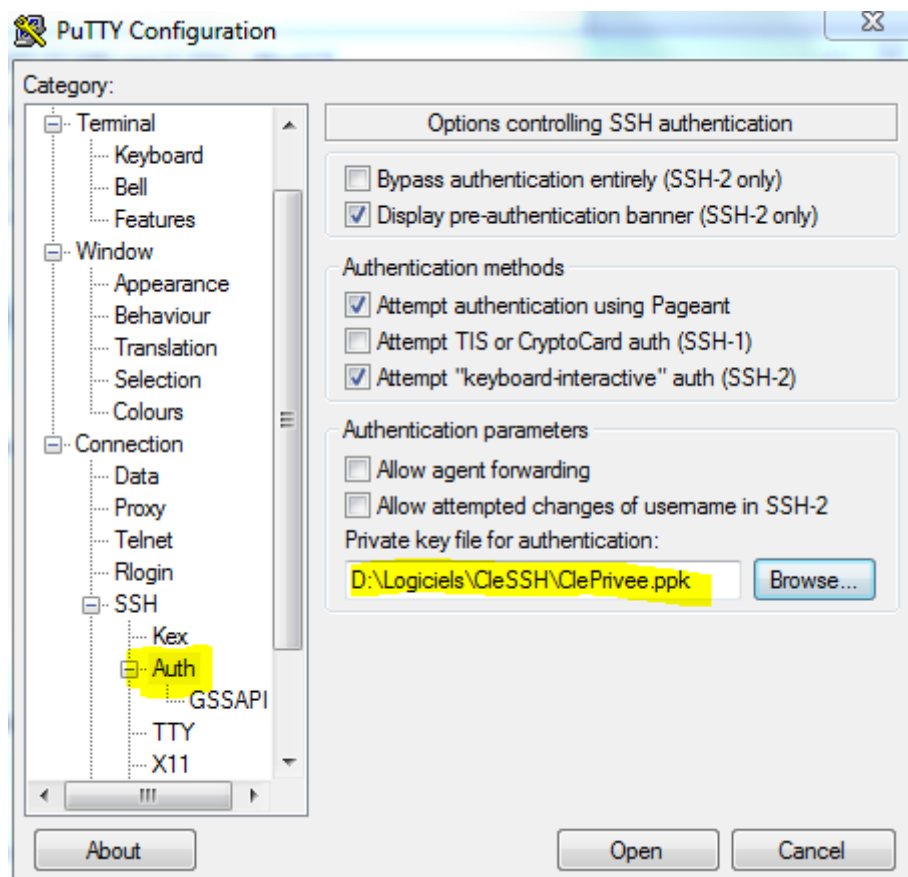 PuTTY Configuration
Category:
Terminal
Keyboard
Bell
Features
Window
Appearance
Behaviour
Translation
Selection
Colours
Connection
Data
Proxy
Telnet
Rlogin
SSH
Kex
Auth
GSSAPI
TTY
X11
Options controlling SSH authentication
Bypass authentication entirely (SSH-2 only)
Display pre-authentication banner (SSH-2 only)
Authentication methods
Attempt authentication using Pageant
Attempt TIS or CryptoCard auth (SSH-1)
Attempt "keyboard-interactive" auth (SSH-2)
Authentication parameters
Allow agent forwarding
Allow attempted changes of username in SSH-2
Private key file for authentication:
D:\Logiciels\CleSSH\ClePrivee.ppk
Browse...
About
Open
Cancel